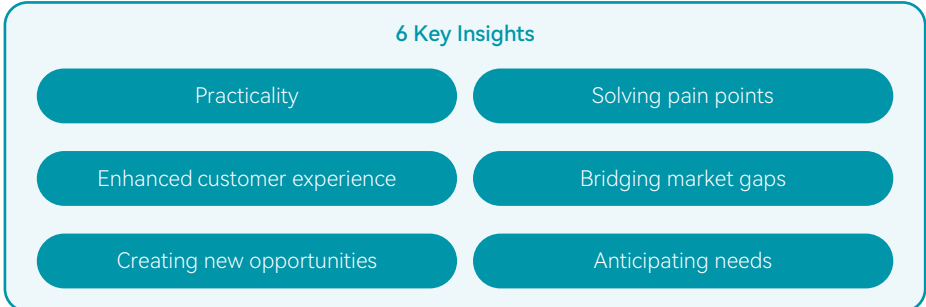 6 Key Insights
Practicality
Solving pain points
Enhanced customer experience
Bridging market gaps
Creating new opportunities
Anticipating needs